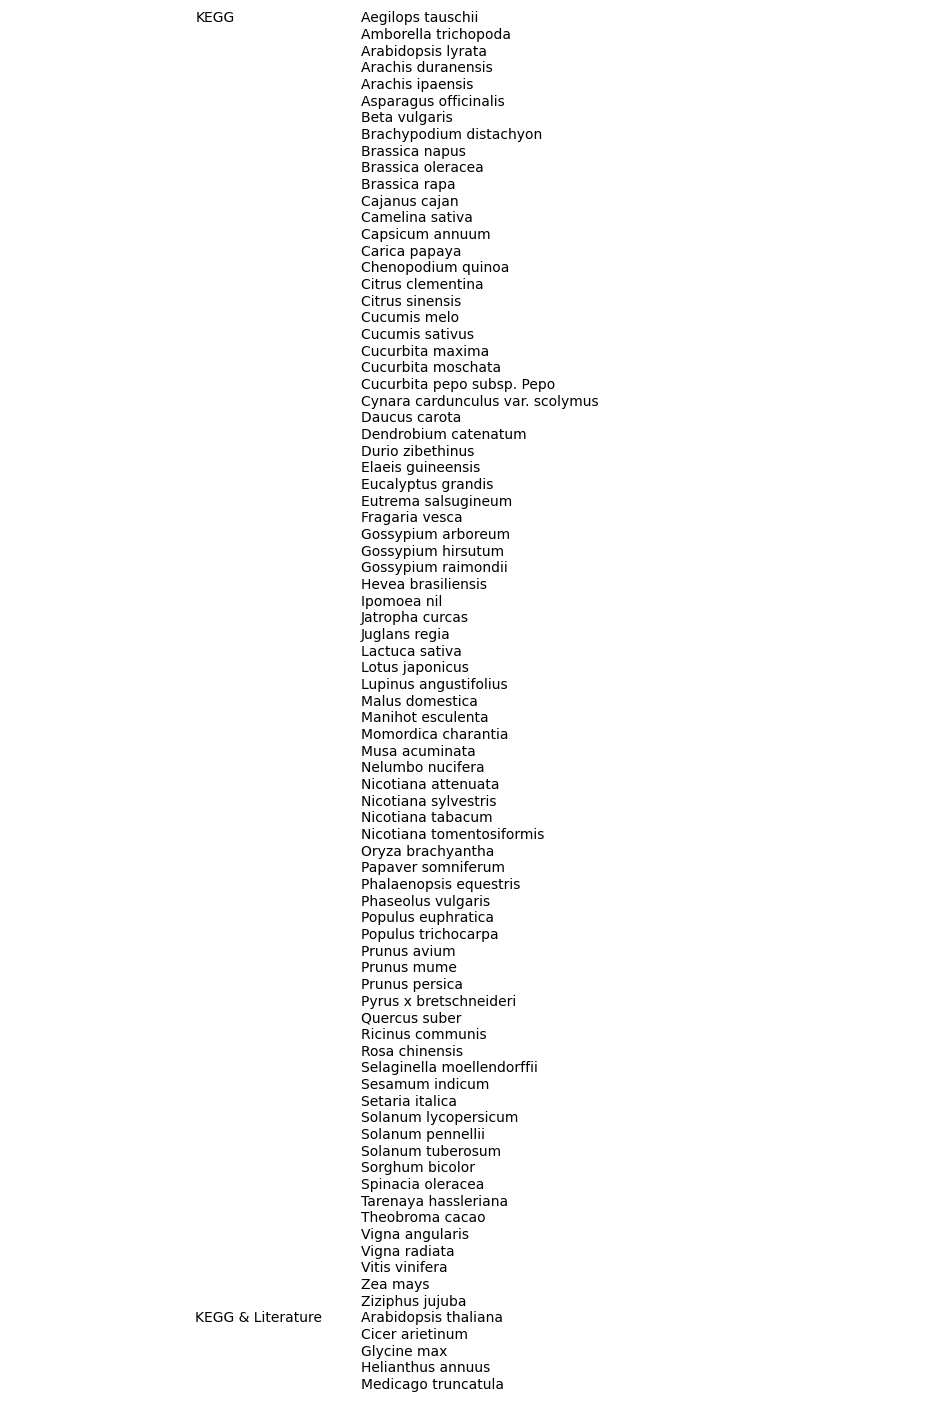 KEGG Aegilops tauschii
Amborella trichopoda
Arabidopsis lyrata
Arachis duranensis
Arachis ipaensis
Asparagus officinalis
Beta vulgaris
Brachypodium distachyon
Brassica napus
Brassica oleracea
Brassica rapa
Cajanus cajan
Camelina sativa
Capsicum annuum
Carica papaya
Chenopodium quinoa
Citrus clementina
Citrus sinensis
Cucumis melo
Cucumis sativus
Cucurbita maxima
Cucurbita moschata
Cucurbita pepo subsp. Pepo
Cynara cardunculus var. scolymus
Daucus carota
Dendrobium catenatum
Durio zibethinus
Elaeis guineensis
Eucalyptus grandis
Eutrema salsugineum
Fragaria vesca
Gossypium arboreum
Gossypium hirsutum
Gossypium raimondii
Hevea brasiliensis
Ipomoea nil
Jatropha curcas
Juglans regia
Lactuca sativa
Lotus japonicus
Lupinus angustifolius
Malus domestica
Manihot esculenta
Momordica charantia
Musa acuminata
Nelumbo nucifera
Nicotiana attenuata
Nicotiana sylvestris
Nicotiana tabacum
Nicotiana tomentosiformis
Oryza brachyantha
Papaver somniferum
Phalaenopsis equestris
Phaseolus vulgaris
Populus euphratica
Populus trichocarpa
Prunus avium
Prunus mume
Prunus persica
Pyrus x bretschneideri
Quercus suber
Ricinus communis
Rosa chinensis
Selaginella moellendorffii
Sesamum indicum
Setaria italica
Solanum lycopersicum
Solanum pennellii
Solanum tuberosum
Sorghum bicolor
Spinacia oleracea
Tarenaya hassleriana
Theobroma cacao
Vigna angularis
Vigna radiata
Vitis vinifera
Zea mays
Ziziphus jujuba
KEGG & Literature Arabidopsis thaliana
Cicer arietinum
Glycine max
Helianthus annuus
Medicago truncatula